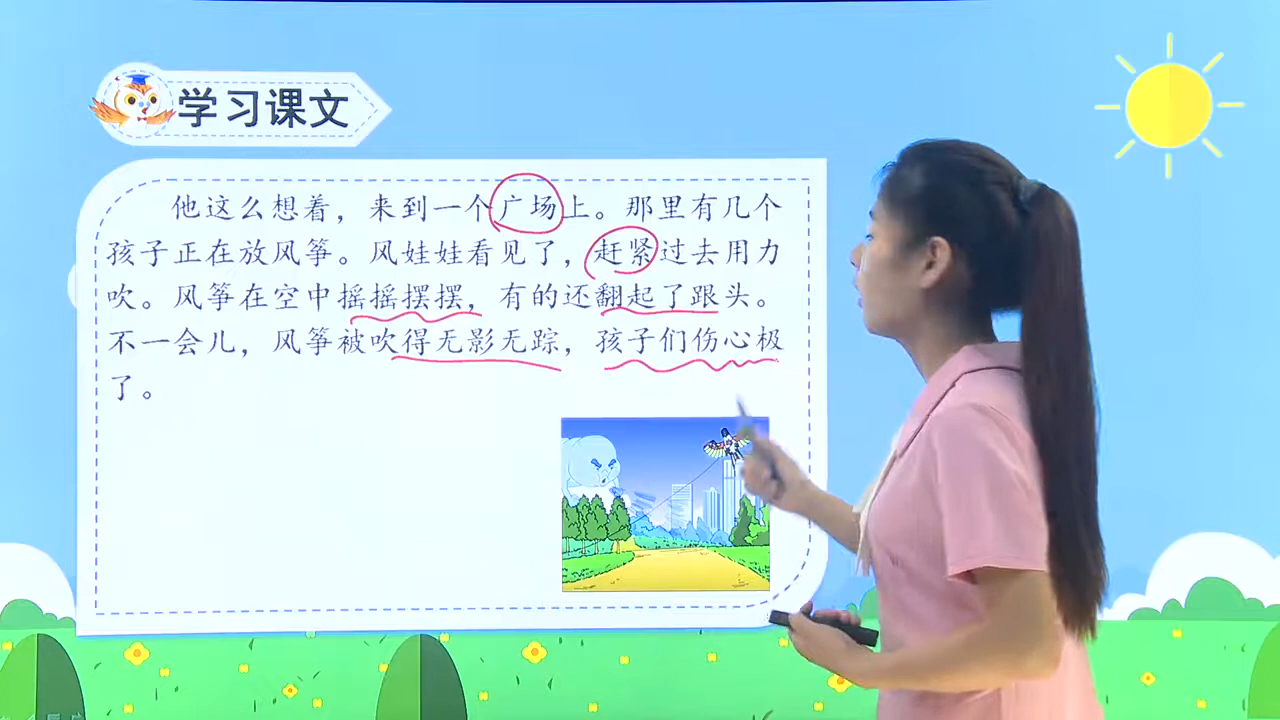 学习课文
他这么想着，来到一个广场上。那里有几个
孩子正在放风筝。风娃娃看见了，赶紧过去用力
吹。风筝在空中摇摇摆摆，有的还翻起了跟头。
不一会儿，风筝被吹得无影无踪，孩子们伤心极
了。